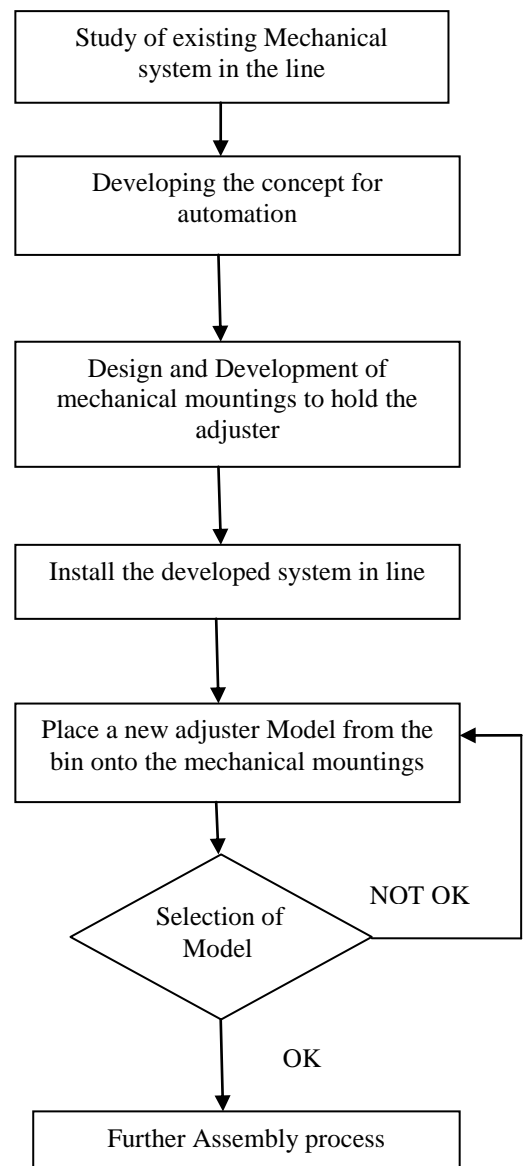 Study of existing Mechanical
system in the line
Developing the concept for
automation
Design and Development of
mechanical mountings to hold the
adjuster
Install the developed system in line
Place a new adjuster Model from the
bin onto the mechanical mountings
NOT OK
Selection of
Model
OK
Further Assembly process